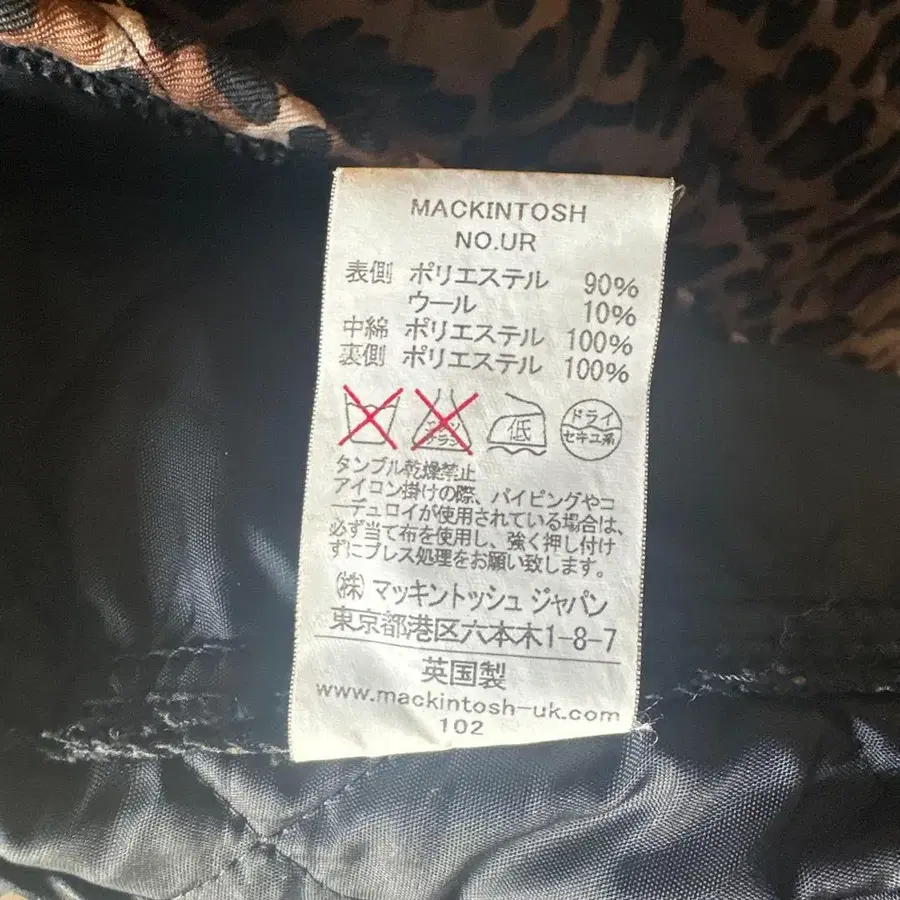 MACKINTOSH
NO.UR
表側 ポリエステル 90%
ウール 10%
中綿 ポリエステル 100%
裏側 ポリエステル 100%
低
ドライ
セキユ系
タンブル乾燥禁止
アイロン掛けの際、パイピングやコ
ーデュロイが使用されている場合は、
必ず当て布を使用し、強く押し付け
ずにプレス処理をお願い致します。
㈱ マッキントッシュ ジャパン
東京都港区六本木1-8-7
英国製
www.mackintosh-uk.com
102